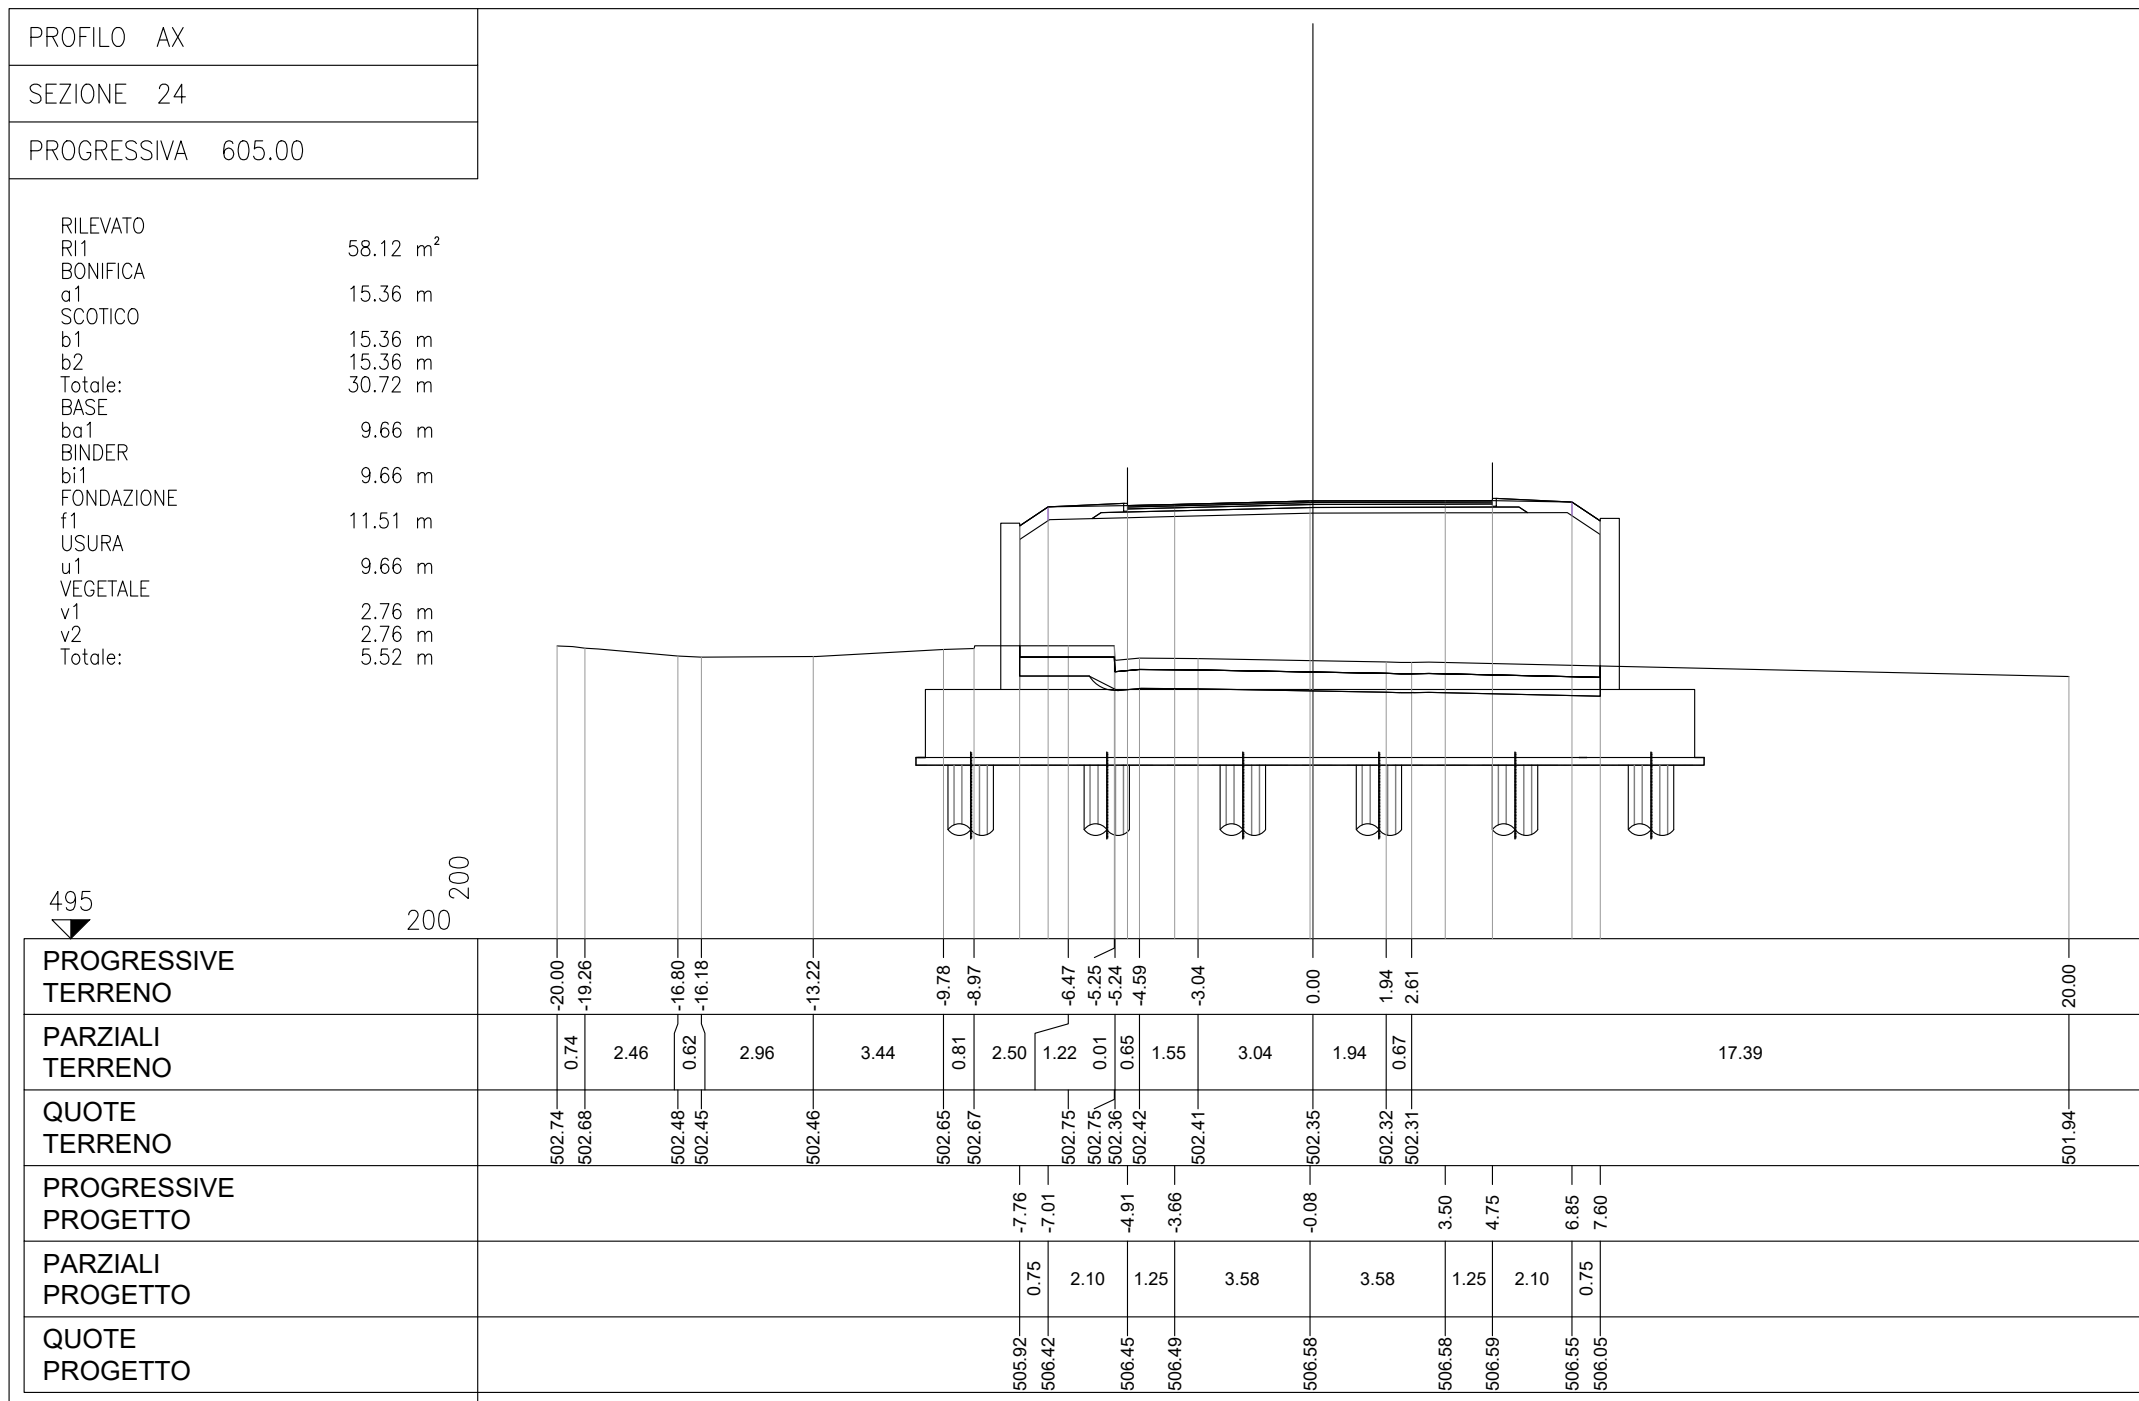 PROFILO AX
SEZIONE 24
PROGRESSIVA 605.00
RILEVATO
RI1 58.12 m²
BONIFICA
a1 15.36 m
SCOTICO
b1 15.36 m
b2 15.36 m
Totale: 30.72 m
BASE
ba1 9.66 m
BINDER
bi1 9.66 m
FONDAZIONE
f1 11.51 m
USURA
u1 9.66 m
VEGETALE
v1 2.76 m
v2 2.76 m
Totale: 5.52 m
495
200
200
PROGRESSIVE
TERRENO
-20.00 -19.26 -16.80 -16.18 -13.22 -9.78 -8.97 -6.47 -5.25 -5.24 -4.59 -3.04 0.00 1.94 2.61 20.00
PARZIALI
TERRENO
0.74 2.46 0.62 2.96 3.44 0.81 2.50 1.22 0.01 0.65 1.55 3.04 1.94 0.67 17.39
QUOTE
TERRENO
502.74 502.68 502.48 502.45 502.46 502.65 502.67 502.75 502.75 502.36 502.42 502.41 502.35 502.32 502.31 501.94
PROGRESSIVE
PROGETTO
-7.76 -7.01 -4.91 -3.66 -0.08 3.50 4.75 6.85 7.60
PARZIALI
PROGETTO
0.75 2.10 1.25 3.58 3.58 1.25 2.10 0.75
QUOTE
PROGETTO
505.92 506.42 506.45 506.49 506.58 506.58 506.59 506.55 506.05